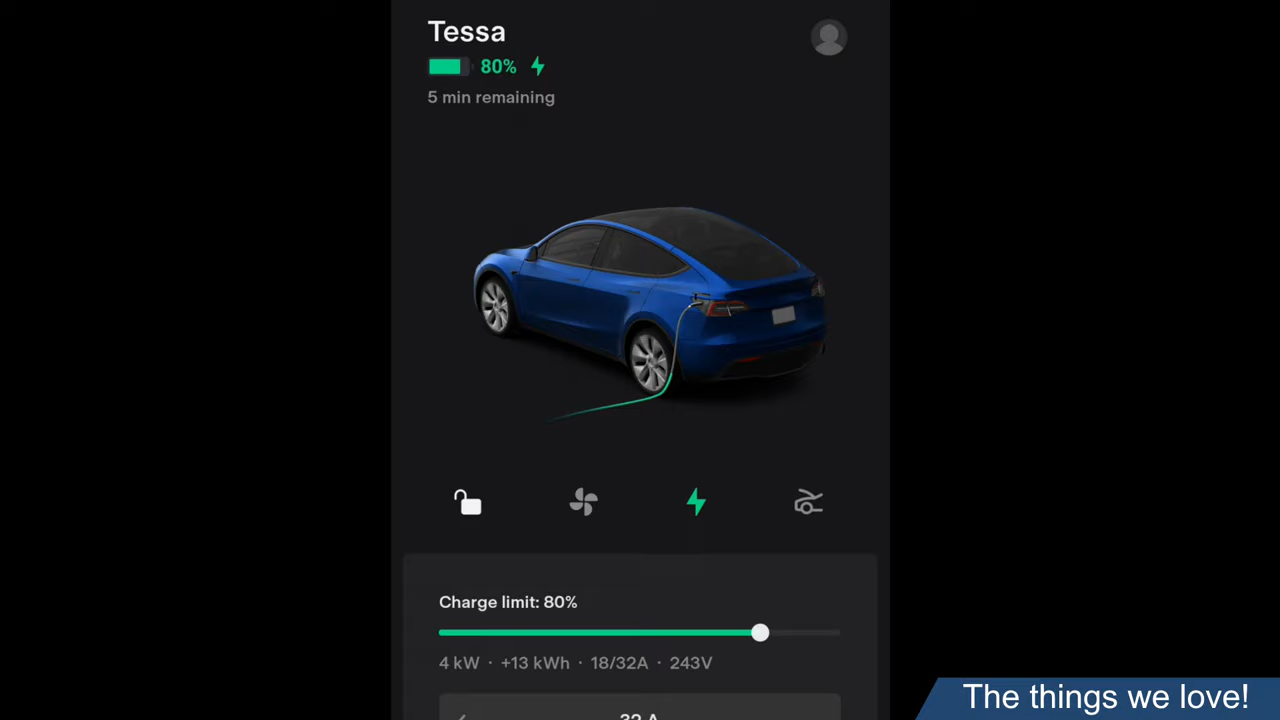 Tessa
80%
5 min remaining
Charge limit: 80%
4 kW · +13 kWh · 18/32A · 243V
32 A
The things we love!